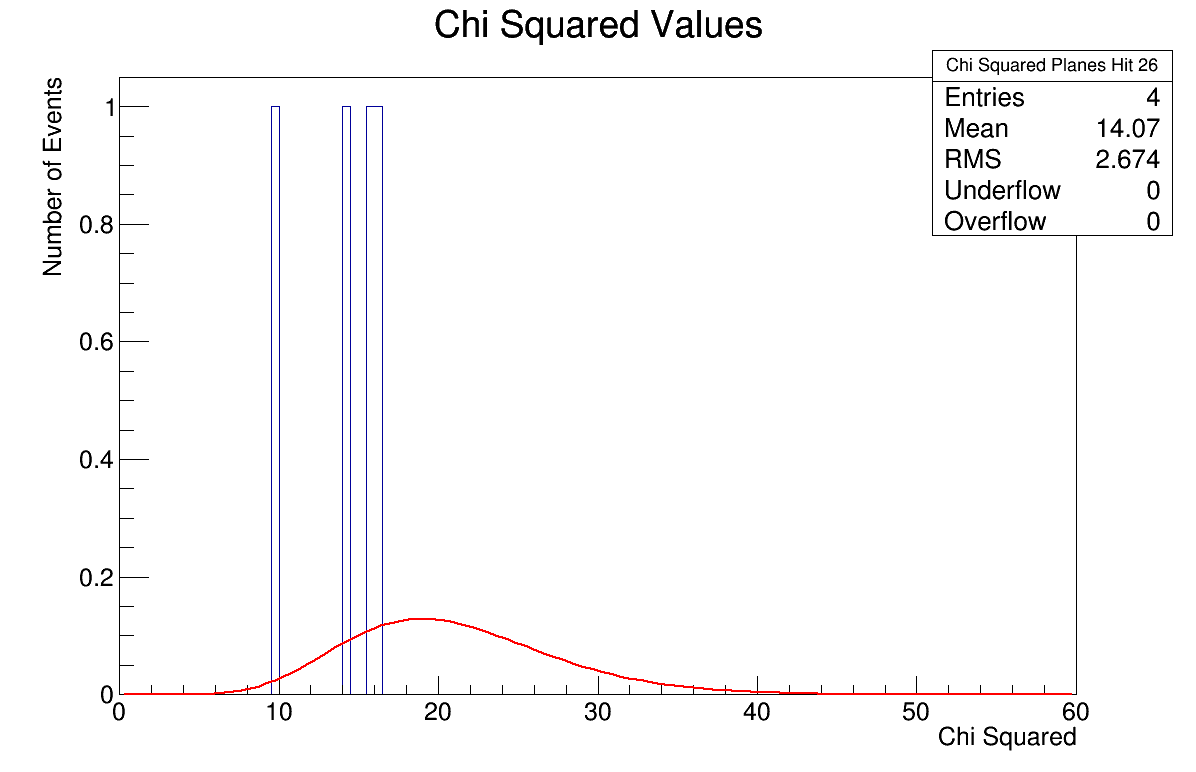 Chi Squared Values
Chi Squared Planes Hit 26
Entries 4
Mean 14.07
RMS 2.674
Underflow 0
Overflow 0
Number of Events
1
0.8
0.6
0.4
0.2
0
0 10 20 30 40 50 60
Chi Squared